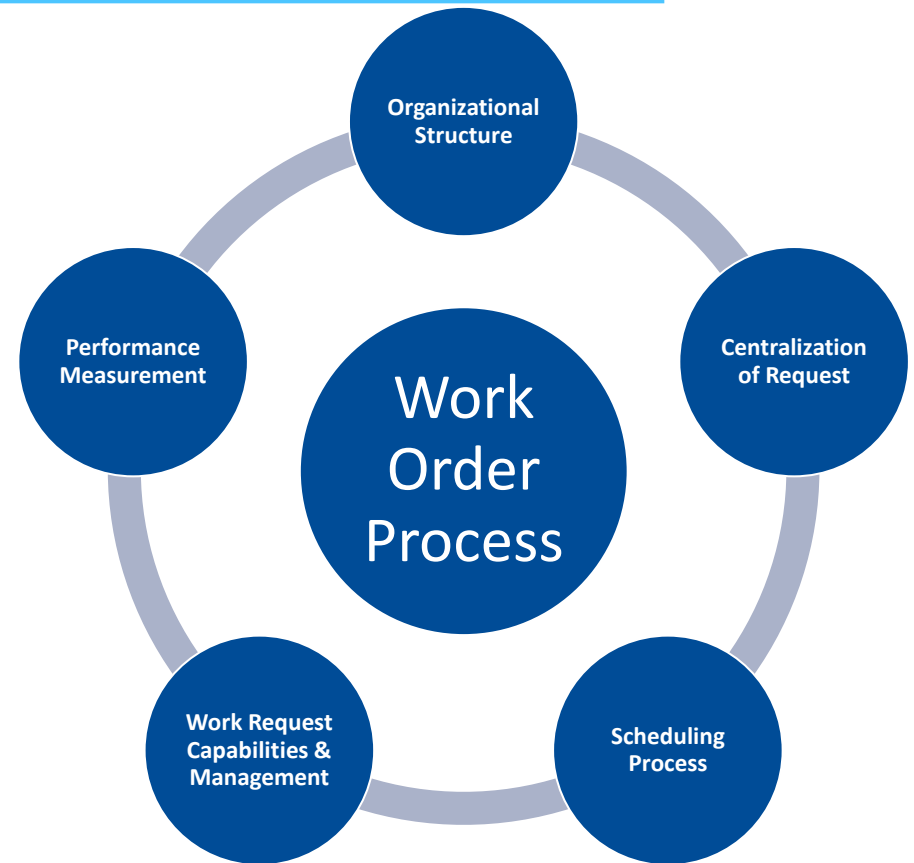 Organizational
Structure
Centralization
of Request
Scheduling
Process
Work Request
Capabilities &
Management
Performance
Measurement
Work
Order
Process